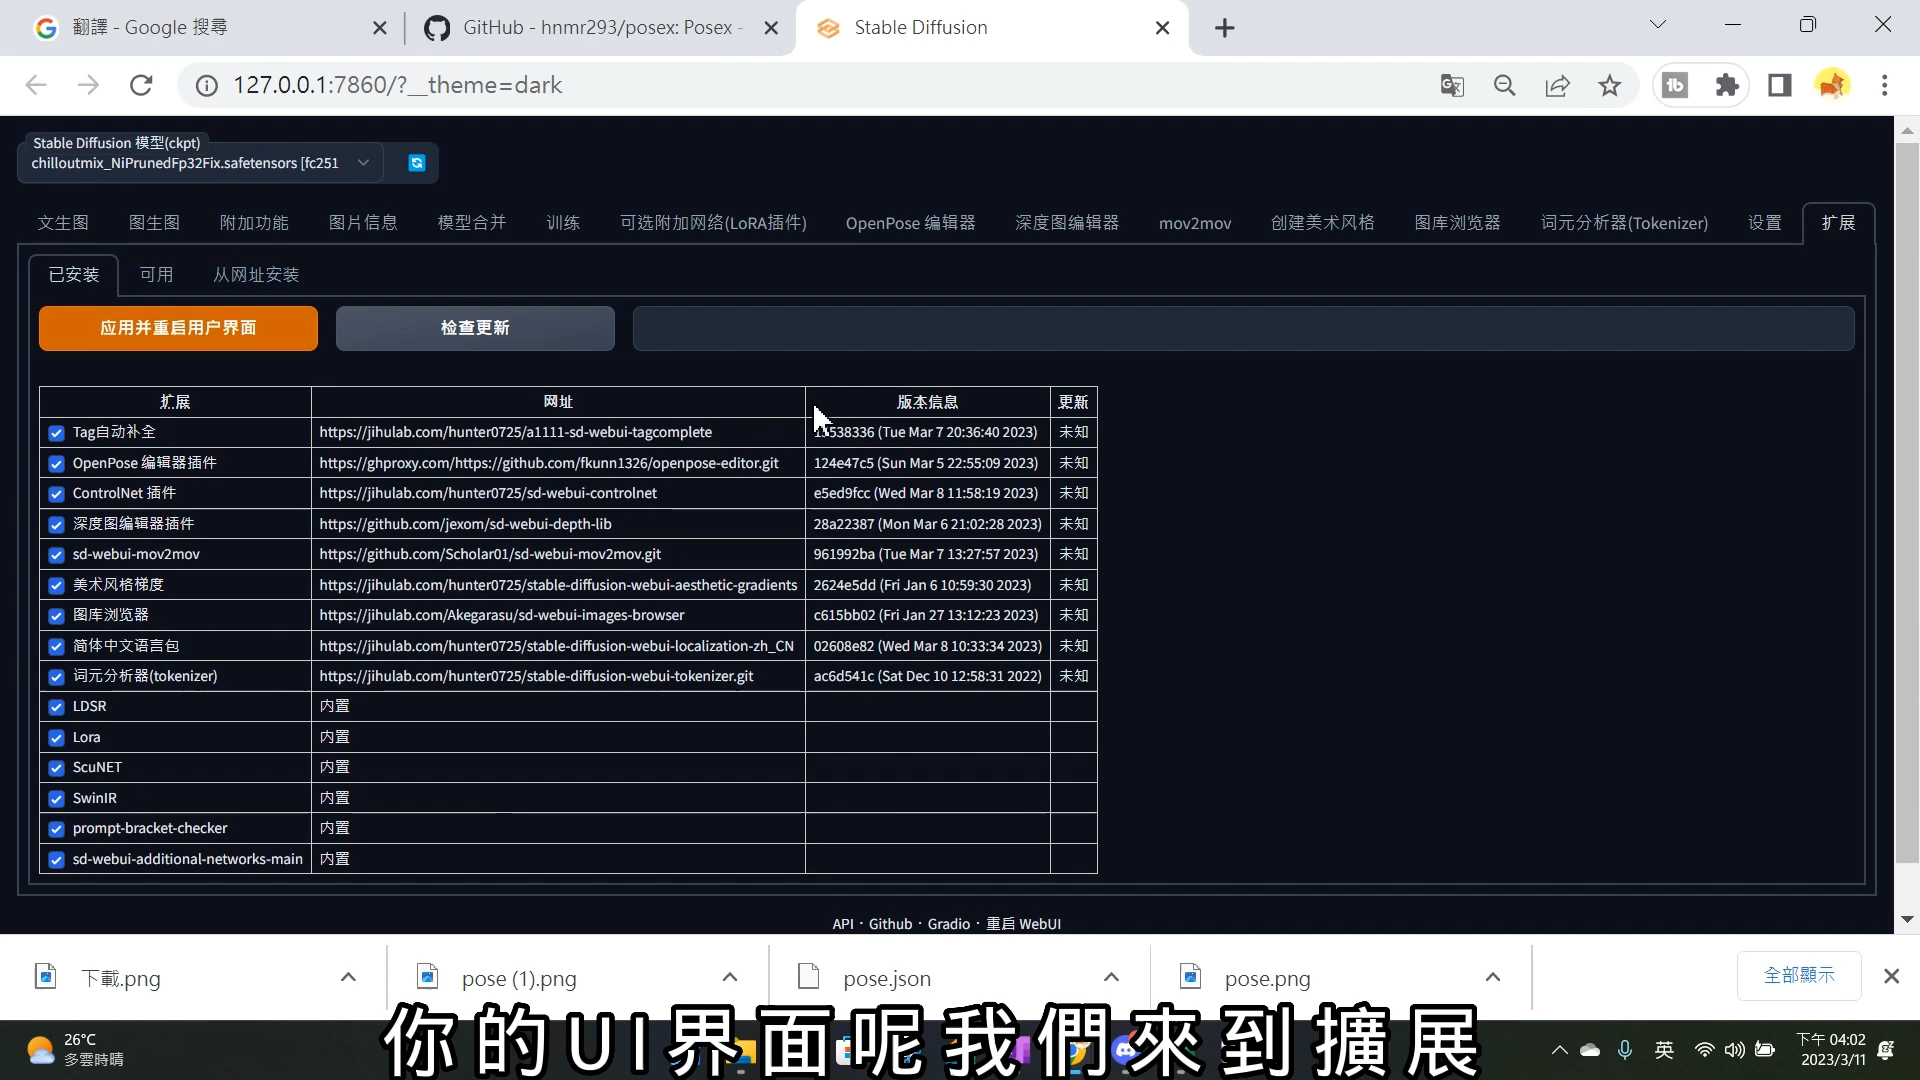 翻譯 - Google 搜尋
GitHub - hnmr293/posex: Posex -
Stable Diffusion
127.0.0.1:7860/?__theme=dark
Stable Diffusion 模型(ckpt)
chilloutmix_NiPrunedFp32Fix.safetensors [fc251
文生图 图生图 附加功能 图片信息 模型合并 训练 可选附加网络(LoRA插件) OpenPose 编辑器 深度图编辑器 mov2mov 创建美术风格 图库浏览器 词元分析器(Tokenizer) 设置 扩展
已安装 可用 从网址安装
应用并重启用户界面 检查更新
扩展 网址 版本信息 更新
Tag自动补全 https://jihulab.com/hunter0725/a1111-sd-webui-tagcomplete (Tue Mar 7 20:36:40 2023) 未知
OpenPose 编辑器插件 https://ghproxy.com/https://github.com/fkunn1326/openpose-editor.git 124e47c5 (Sun Mar 5 22:55:09 2023) 未知
ControlNet 插件 https://jihulab.com/hunter0725/sd-webui-controlnet e5ed9fcc (Wed Mar 8 11:58:19 2023) 未知
深度图编辑器插件 https://github.com/jexom/sd-webui-depth-lib 28a22387 (Mon Mar 6 21:02:28 2023) 未知
sd-webui-mov2mov https://github.com/Scholar01/sd-webui-mov2mov.git 961992ba (Tue Mar 7 13:27:57 2023) 未知
美术风格梯度 https://jihulab.com/hunter0725/stable-diffusion-webui-aesthetic-gradients 2624e5dd (Fri Jan 6 10:59:30 2023) 未知
图库浏览器 https://jihulab.com/Akegarasu/sd-webui-images-browser c615bb02 (Fri Jan 27 13:12:23 2023) 未知
简体中文语言包 https://jihulab.com/hunter0725/stable-diffusion-webui-localization-zh_CN 02608e82 (Wed Mar 8 10:33:34 2023) 未知
词元分析器(tokenizer) https://jihulab.com/hunter0725/stable-diffusion-webui-tokenizer.git ac6d541c (Sat Dec 10 12:58:31 2022) 未知
LDSR 内置
Lora 内置
ScuNET 内置
SwinIR 内置
prompt-bracket-checker 内置
sd-webui-additional-networks-main 内置
API · Github · Gradio · 重启 WebUI
下載.png pose (1).png pose.json pose.png 全部顯示
你的UI界面呢我們來到擴展
26°C
多雲時晴
英
下午 04:02
2023/3/11